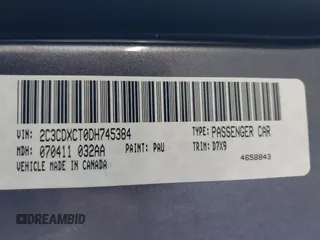 VIN: 2C3CDXCT0DH745384 TYPE: PASSENGER CAR
MDH: 070411 032AA PAINT: PAU TRIM: D7X9
VEHICLE MADE IN CANADA 4658843
DREAMBID